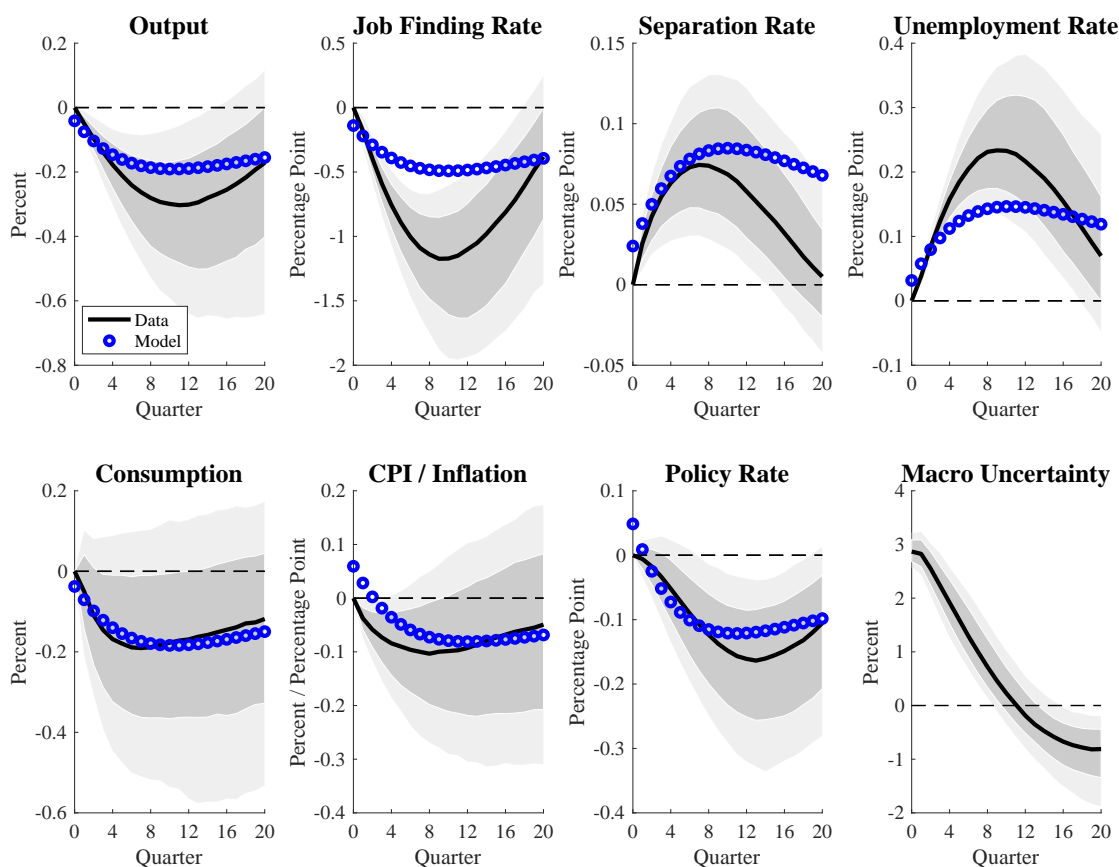 Output
Percent
0.2
0
-0.2
-0.4
-0.6
-0.8
Data
Model
0 4 8 12 16 20
Quarter
Job Finding Rate
Percentage Point
0.5
0
-0.5
-1
-1.5
-2
0 4 8 12 16 20
Quarter
Separation Rate
Percentage Point
0.15
0.1
0.05
0
-0.05
0 4 8 12 16 20
Quarter
Unemployment Rate
Percentage Point
0.4
0.3
0.2
0.1
0
-0.1
0 4 8 12 16 20
Quarter
Consumption
Percent
0.2
0
-0.2
-0.4
-0.6
0 4 8 12 16 20
Quarter
CPI / Inflation
Percent / Percentage Point
0.2
0.1
0
-0.1
-0.2
-0.3
-0.4
0 4 8 12 16 20
Quarter
Policy Rate
Percentage Point
0.1
0
-0.1
-0.2
-0.3
-0.4
0 4 8 12 16 20
Quarter
Macro Uncertainty
Percent
4
3
2
1
0
-1
-2
0 4 8 12 16 20
Quarter